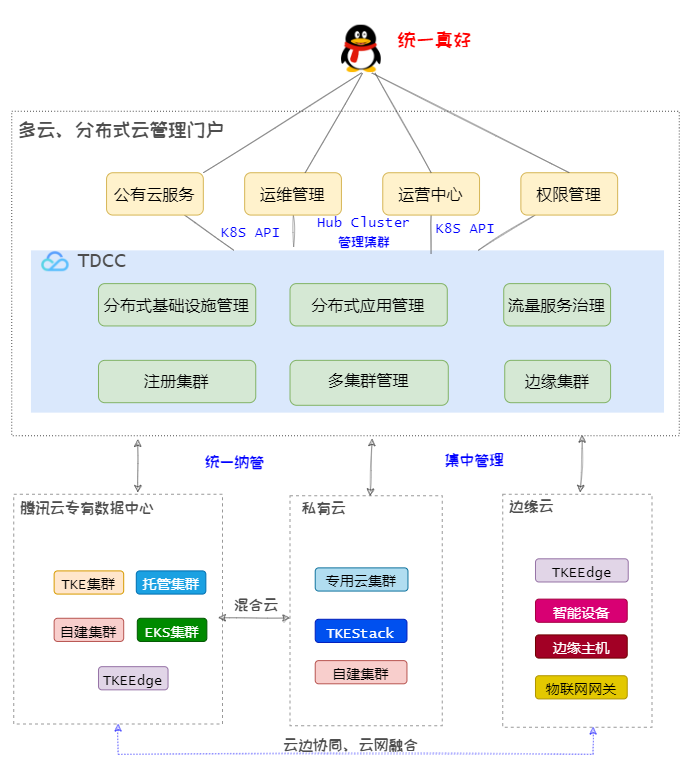 统一真好
多云、分布式云管理门户
公有云服务
运维管理
运营中心
权限管理
K8S API
Hub Cluster
管理集群
K8S API
TDCC
分布式基础设施管理
分布式应用管理
流量服务治理
注册集群
多集群管理
边缘集群
统一纳管
集中管理
腾讯云专有数据中心
TKE集群
托管集群
自建集群
EKS集群
TKEEdge
混合云
私有云
专用云集群
TKEStack
自建集群
边缘云
TKEEdge
智能设备
边缘主机
物联网网关
云边协同、云网融合